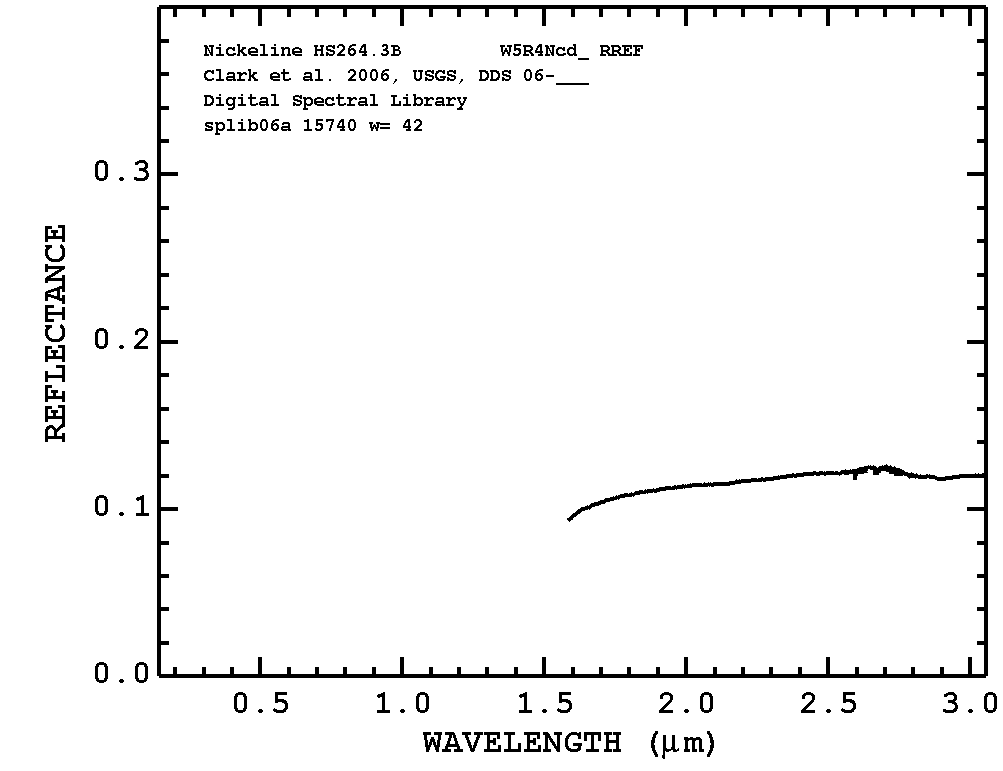 Nickeline HS264.3B W5R4Ncd_ RREF
Clark et al. 2006, USGS, DDS 06-___
Digital Spectral Library
splib06a 15740 w= 42
0.3
0.2
0.1
0.0
REFLECTANCE
0.5 1.0 1.5 2.0 2.5 3.0
WAVELENGTH (μm)